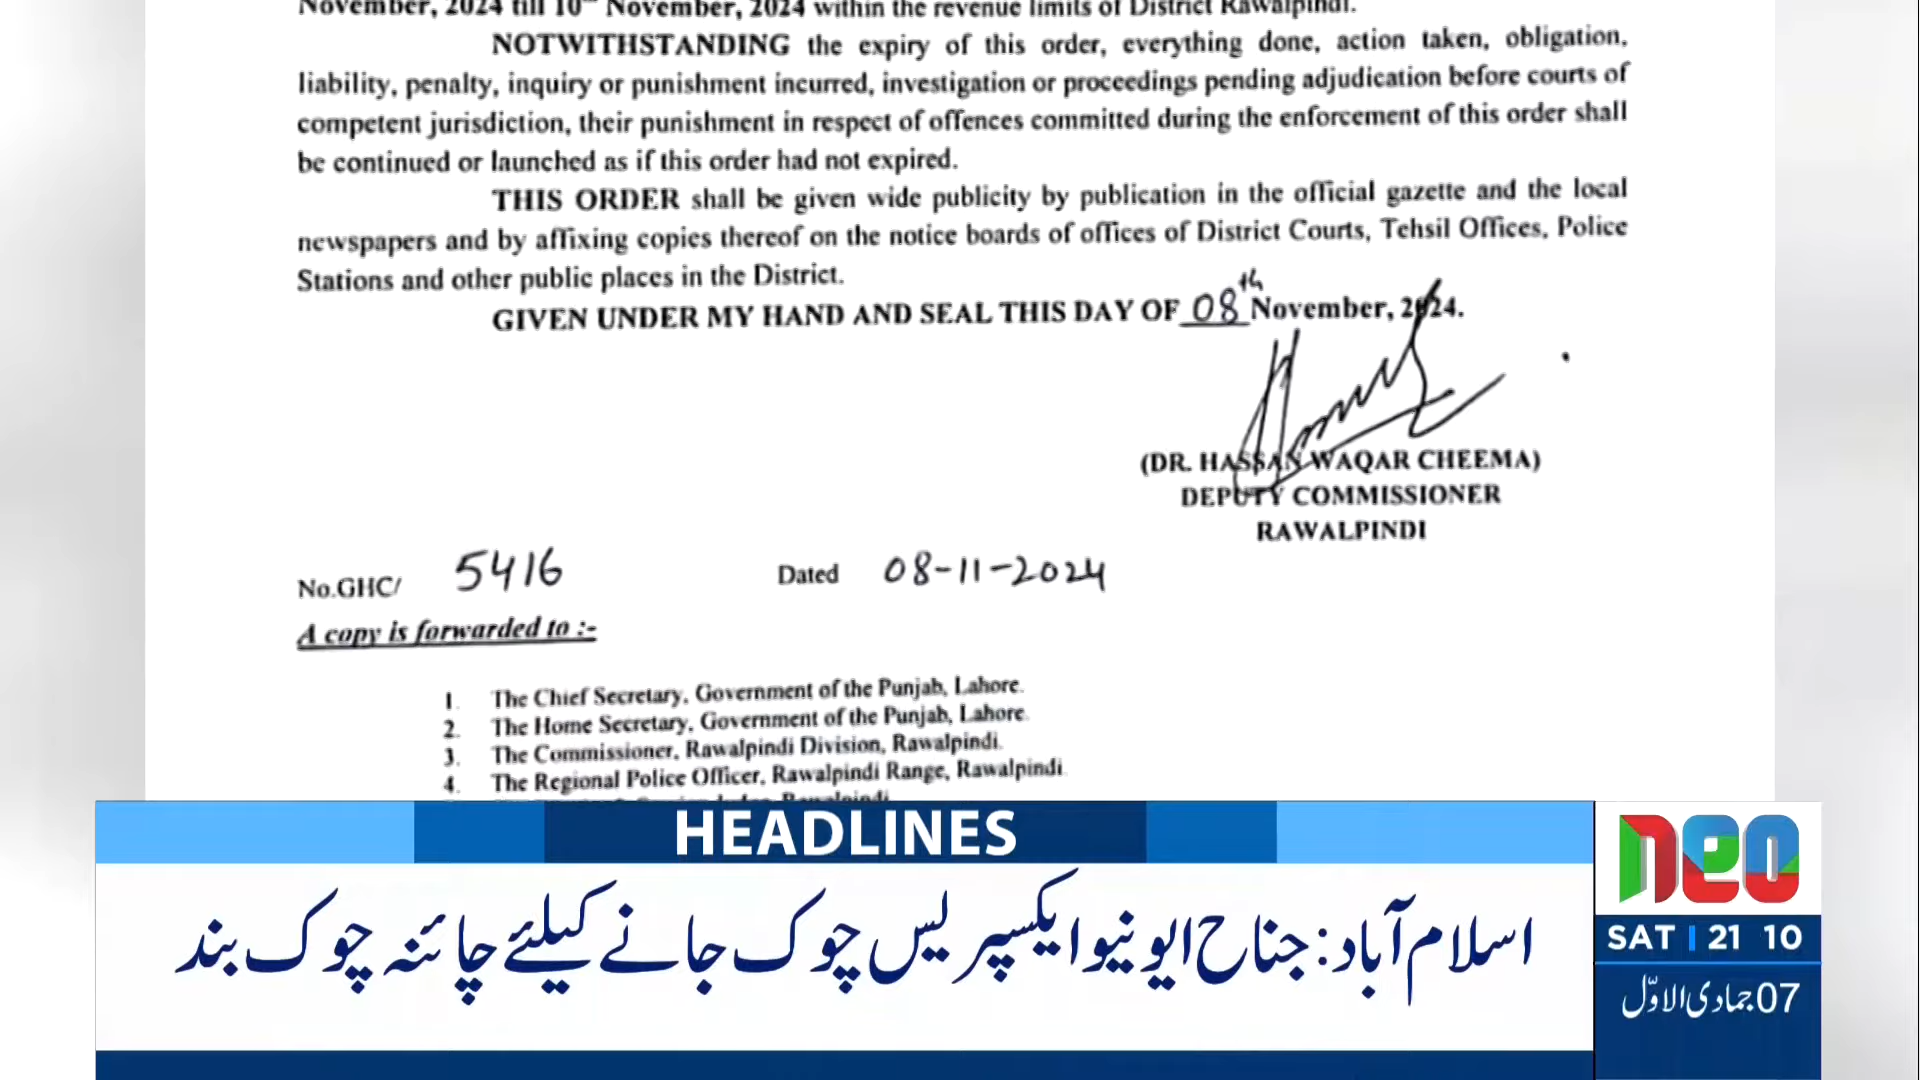 November, 2024 till 10th November, 2024 within the revenue limits of District Rawalpindi.
NOTWITHSTANDING the expiry of this order, everything done, action taken, obligation,
liability, penalty, inquiry or punishment incurred, investigation or proceedings pending adjudication before courts of
competent jurisdiction, their punishment in respect of offences committed during the enforcement of this order shall
be continued or launched as if this order had not expired.
THIS ORDER shall be given wide publicity by publication in the official gazette and the local
newspapers and by affixing copies thereof on the notice boards of offices of District Courts, Tehsil Offices, Police
Stations and other public places in the District.
GIVEN UNDER MY HAND AND SEAL THIS DAY OF 08th November, 2024.
(DR. HASSAN WAQAR CHEEMA)
DEPUTY COMMISSIONER
RAWALPINDI
No.GHC/ 5416 Dated 08-11-2024
A copy is forwarded to :-
1. The Chief Secretary, Government of the Punjab, Lahore.
2. The Home Secretary, Government of the Punjab, Lahore.
3. The Commissioner, Rawalpindi Division, Rawalpindi.
4. The Regional Police Officer, Rawalpindi Range, Rawalpindi
Rawalpindi
HEADLINES
neo
اسلام آباد: جناح ایونیو ایکسپریس چوک جانے کیلئے چائنہ چوک بند
SAT 21 10
07 جمادی الاوّل